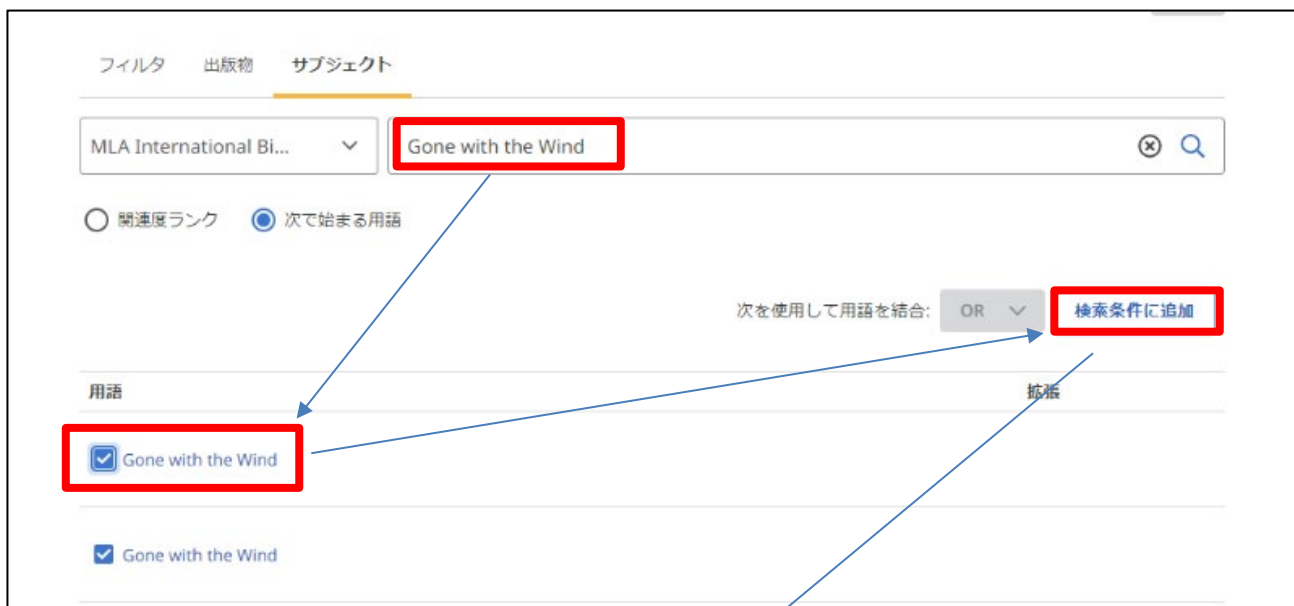 フィルタ 出版物 サブジェクト
MLA International Bi... Gone with the Wind
関連度ランク 次で始まる用語
次を使用して用語を結合: OR 検索条件に追加
用語 拡張
Gone with the Wind
Gone with the Wind